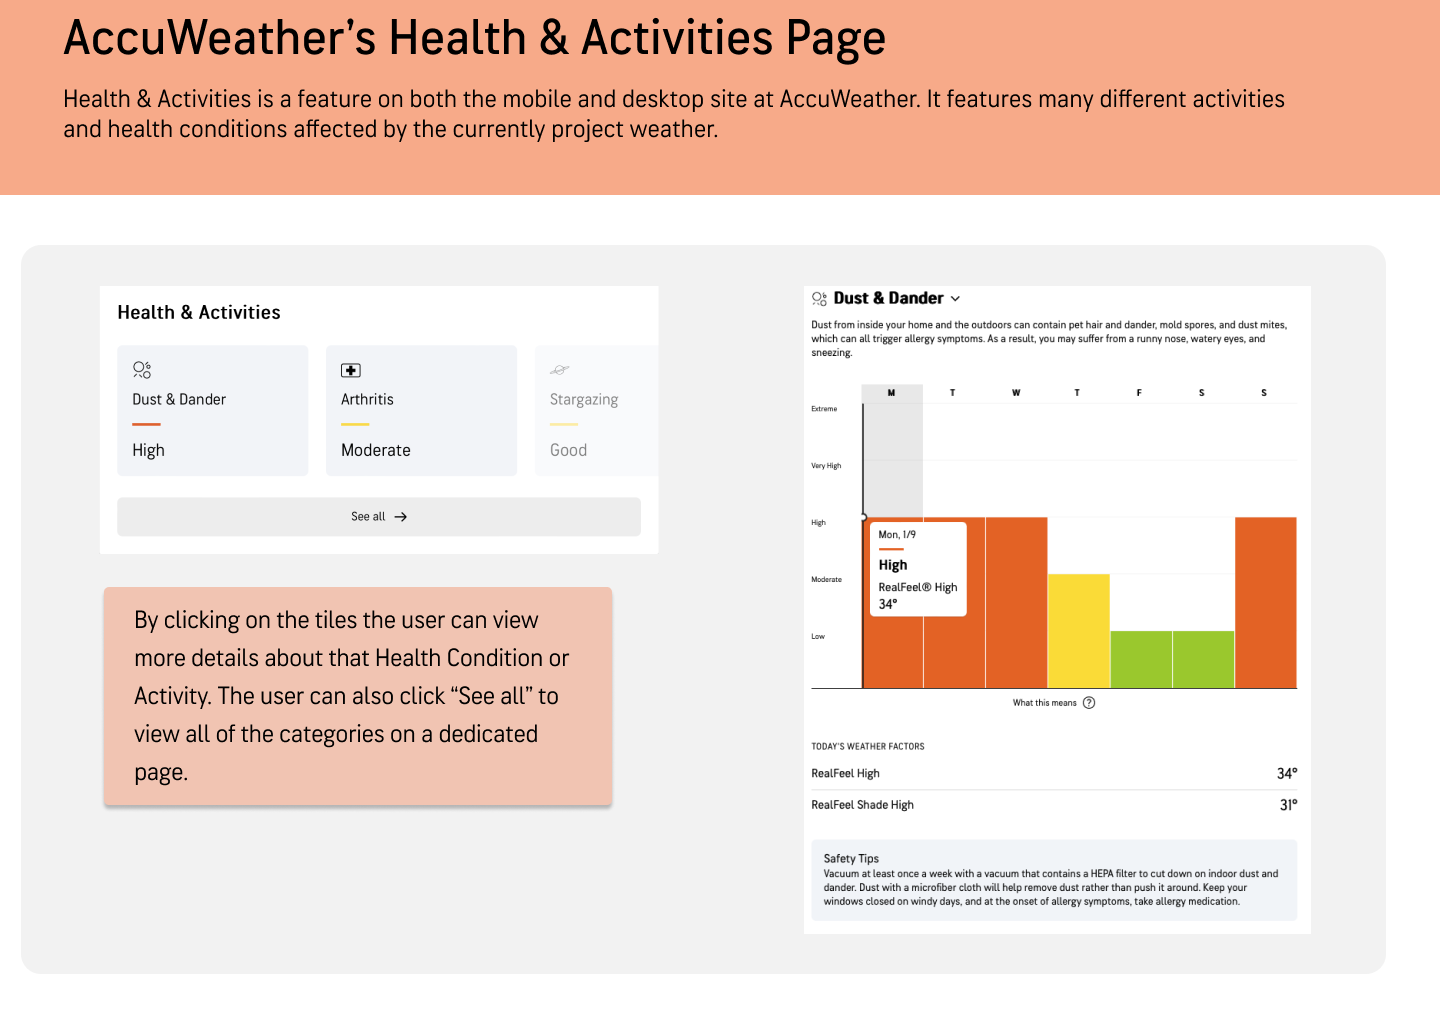 AccuWeather’s Health & Activities Page
Health & Activities is a feature on both the mobile and desktop site at AccuWeather. It features many different activities
and health conditions affected by the currently project weather.
Health & Activities
Dust & Dander
High
Arthritis
Moderate
Stargazing
Good
See all →
By clicking on the tiles the user can view
more details about that Health Condition or
Activity. The user can also click “See all” to
view all of the categories on a dedicated
page.
Dust & Dander
Dust from inside your home and the outdoors can contain pet hair and dander, mold spores, and dust mites,
which can all trigger allergy symptoms. As a result, you may suffer from a runny nose, watery eyes, and
sneezing.
M T W T F S S
Extreme
Very High
High
Moderate
Low
Mon, 1/9
High
RealFeel® High
34°
What this means ?
TODAY'S WEATHER FACTORS
RealFeel High 34°
RealFeel Shade High 31°
Safety Tips
Vacuum at least once a week with a vacuum that contains a HEPA filter to cut down on indoor dust and
dander. Dust with a microfiber cloth will help remove dust rather than push it around. Keep your
windows closed on windy days, and at the onset of allergy symptoms, take allergy medication.